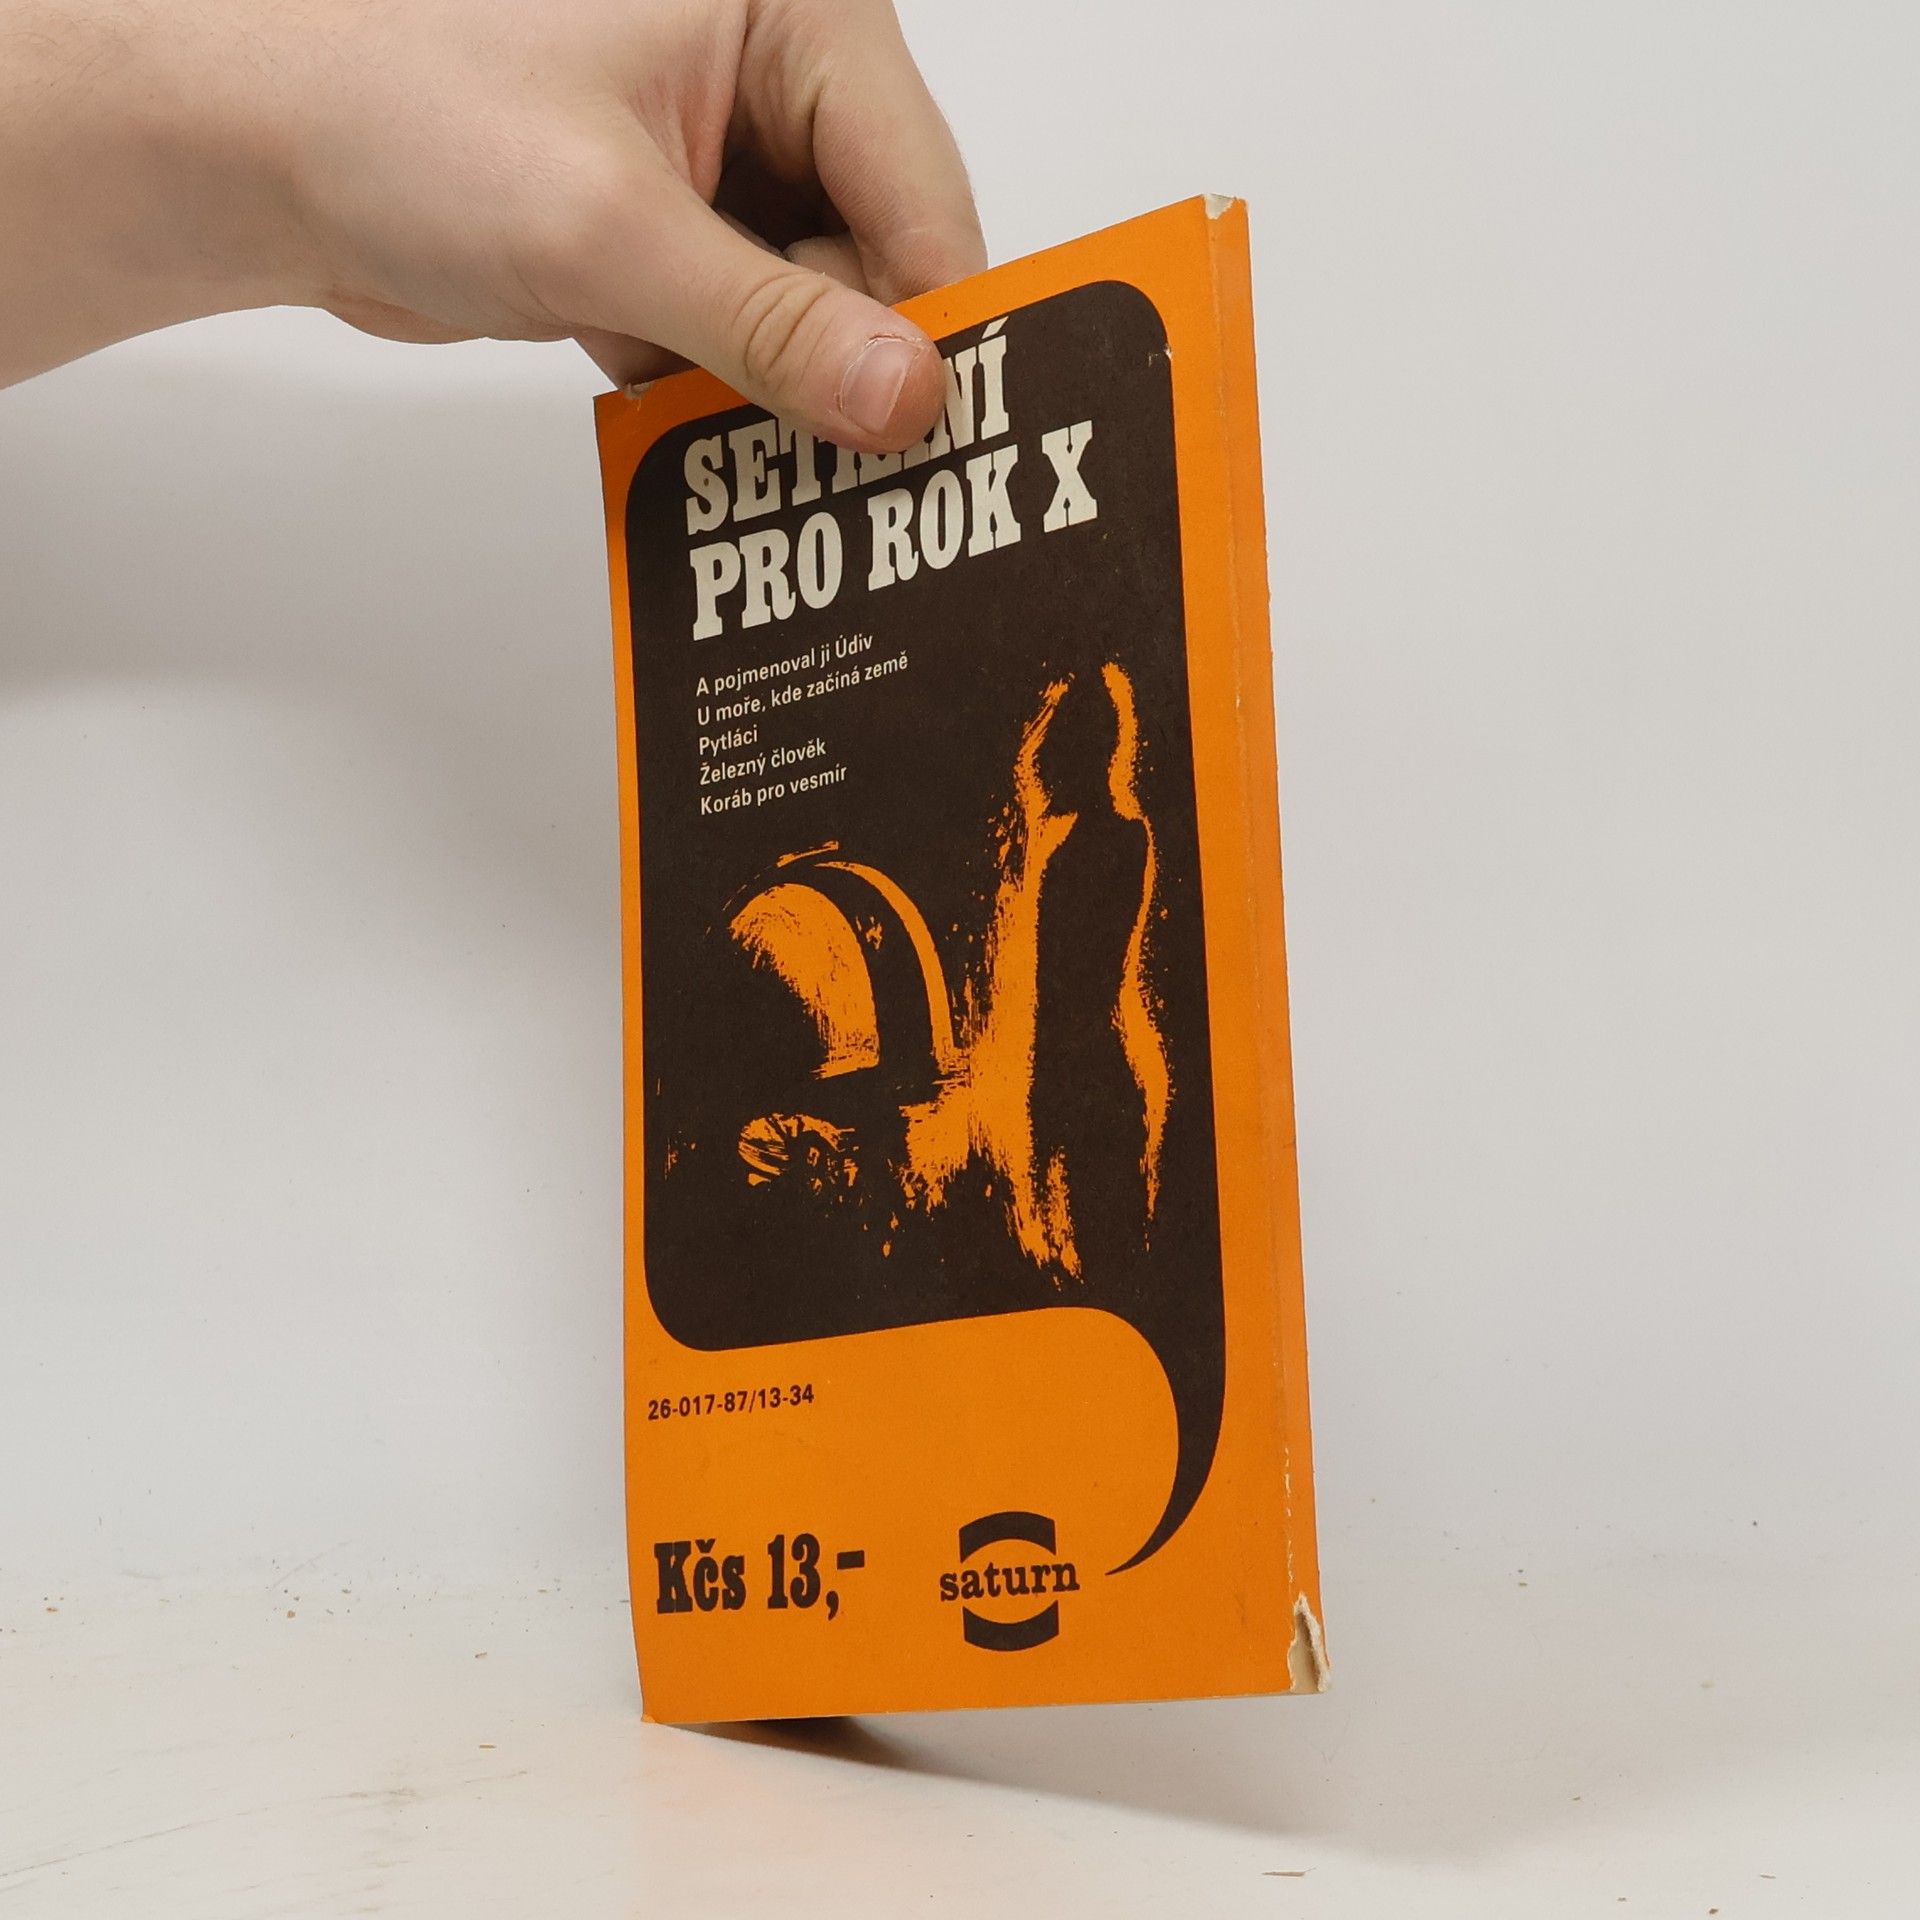 PRO ROK X
A pojmenoval ji Údiv
U moře, kde začíná země
Pytláci
Železný člověk
Koráb pro vesmír
26-017-87/13-34
Kčs 13,-
saturn